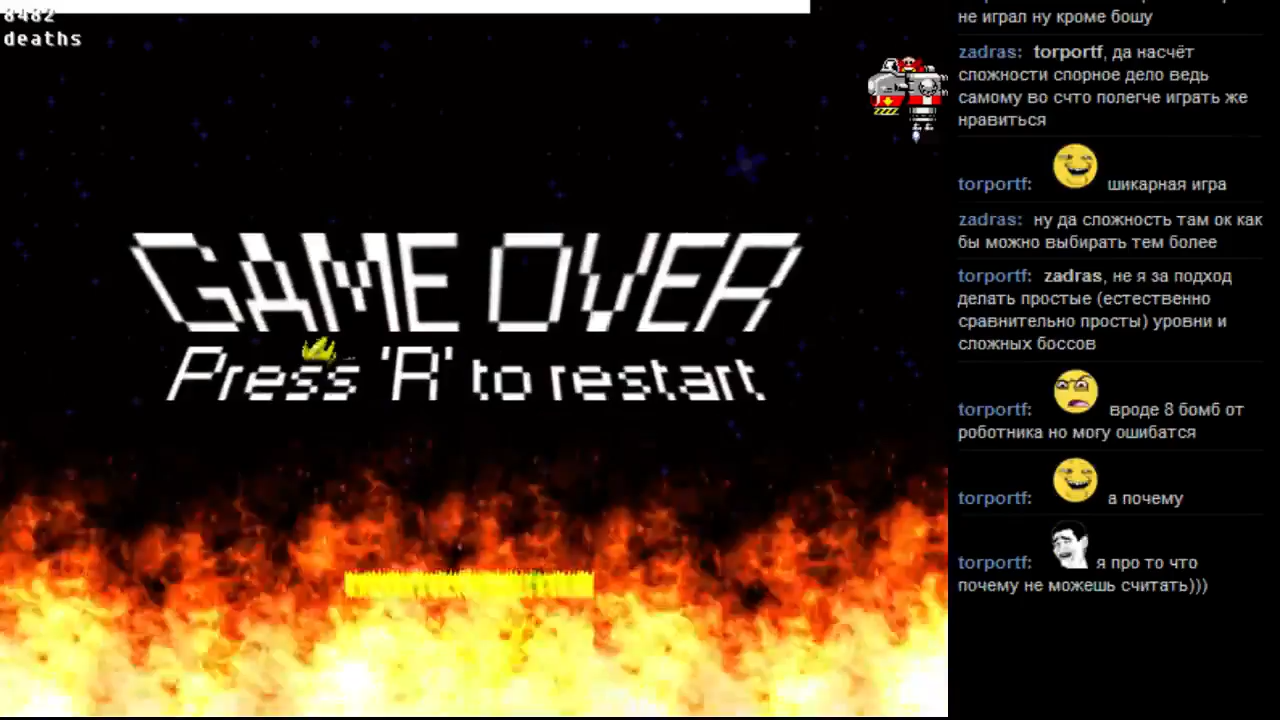 8482
deaths
GAME OVER
Press 'R' to restart
не играл ну кроме бошу
zadras: torportf, да насчёт
сложности спорное дело ведь
самому во счто полегче играть же
нравиться
torportf: шикарная игра
zadras: ну да сложность там ок как
бы можно выбирать тем более
torportf: zadras, не я за подход
делать простые (естественно
сравнительно просты) уровни и
сложных боссов
torportf: вроде 8 бомб от
роботника но могу ошибатся
torportf: а почему
torportf: я про то что
почему не можешь считать)))